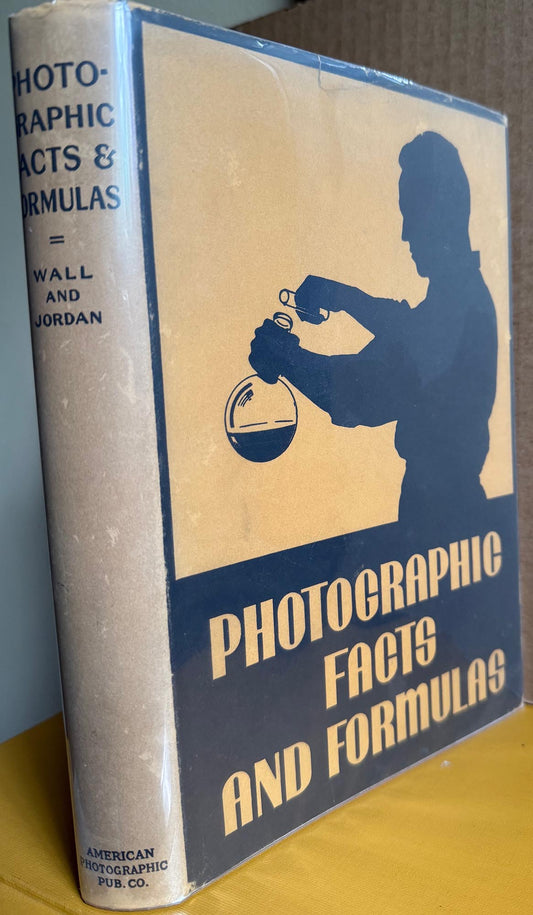 PHOTO-
GRAPHIC
FACTS &
FORMULAS
=
WALL
AND
JORDAN
AMERICAN
PHOTOGRAPHIC
PUB. CO.
PHOTOGRAPHIC
FACTS
AND FORMULAS